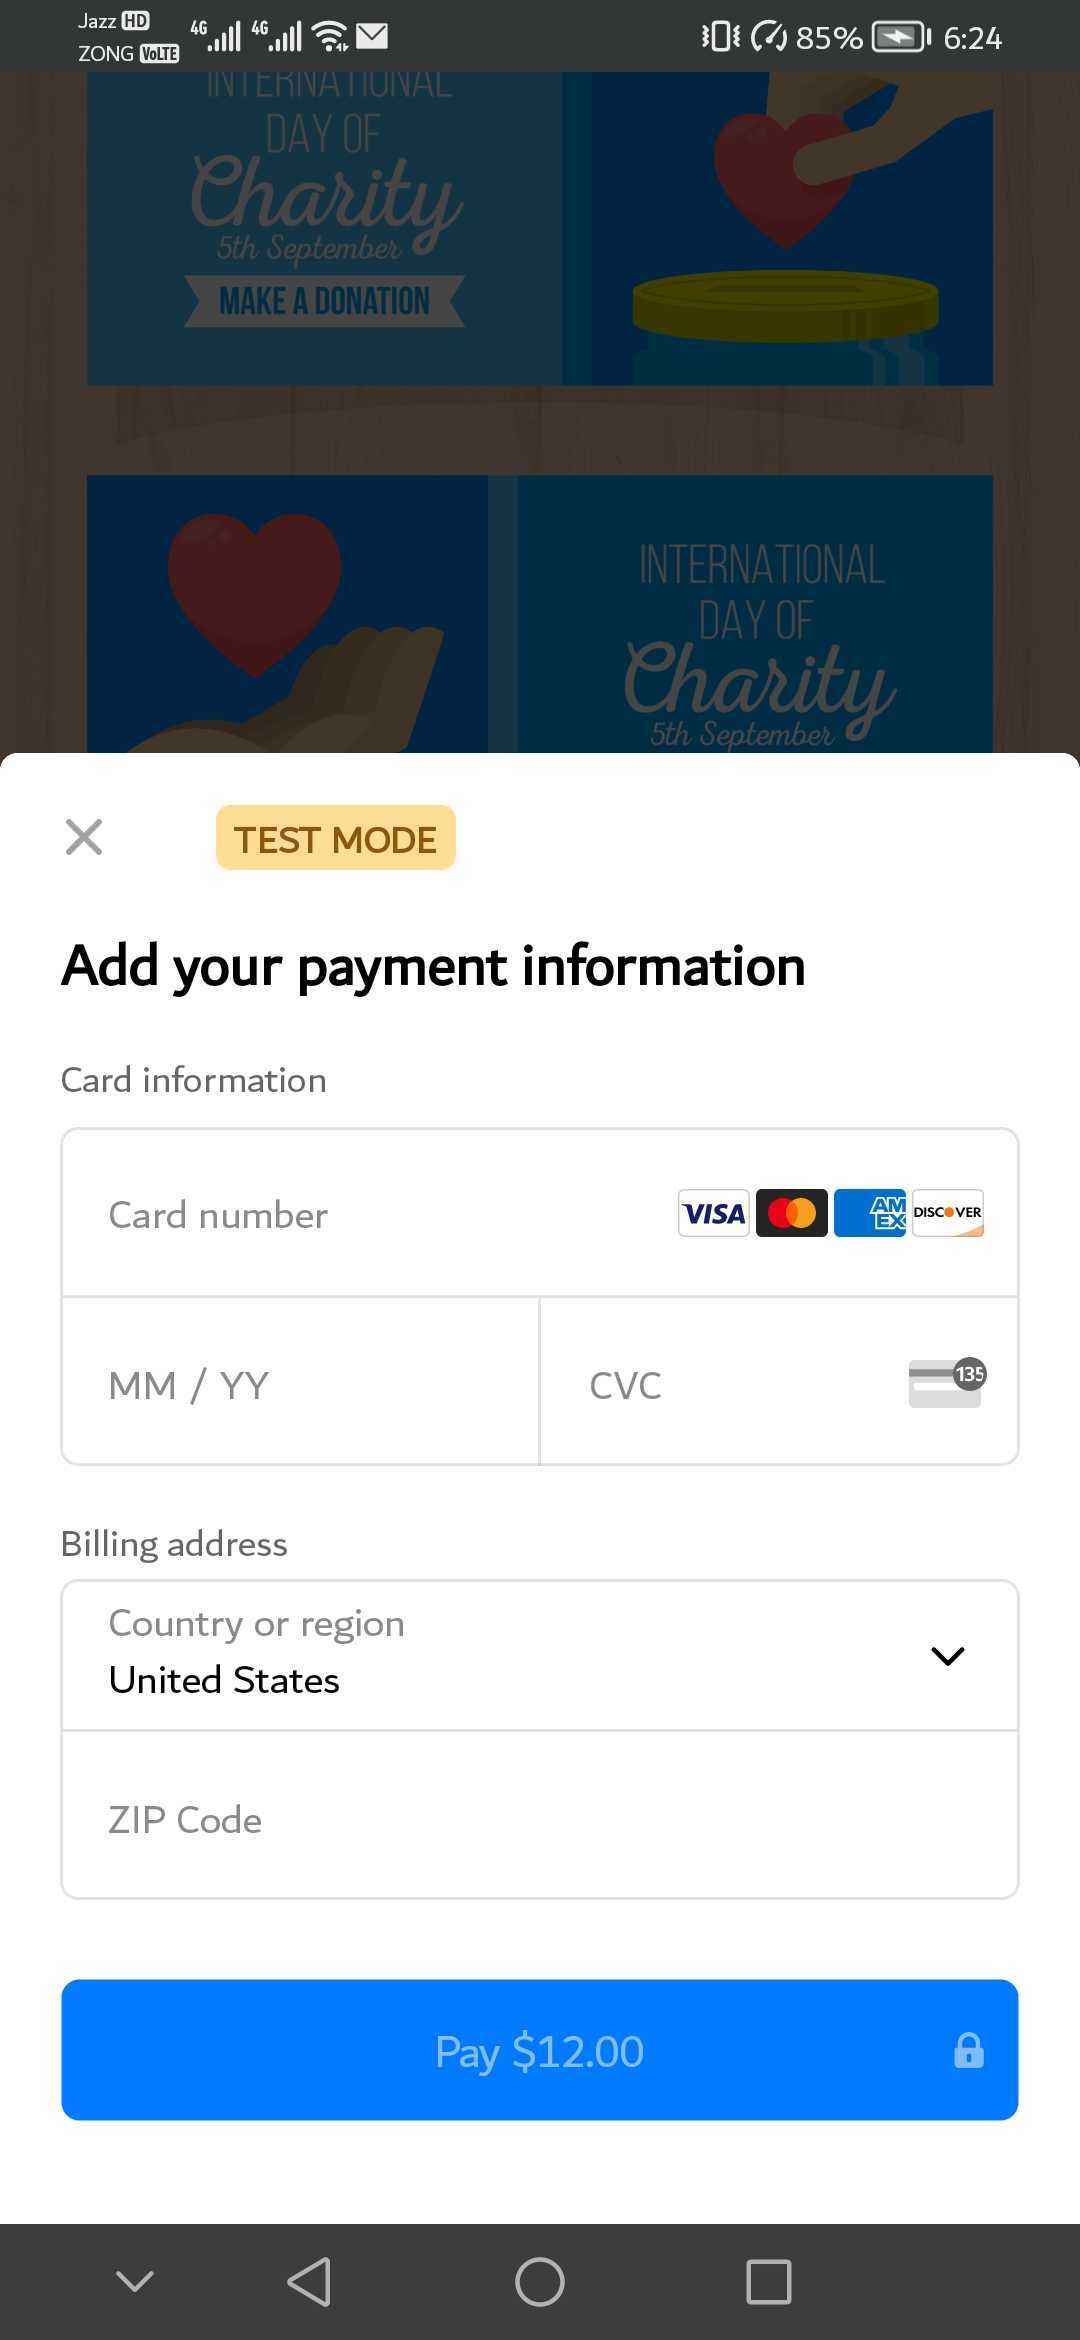 Jazz HD
ZONG VoLTE
4G 4G 85% 6:24
INTERNATIONAL
DAY OF
Charity
5th September
MAKE A DONATION
INTERNATIONAL
DAY OF
Charity
5th September
TEST MODE
Add your payment information
Card information
Card number VISA AMEX DISCOVER
MM / YY CVC 135
Billing address
Country or region
United States
ZIP Code
Pay $12.00